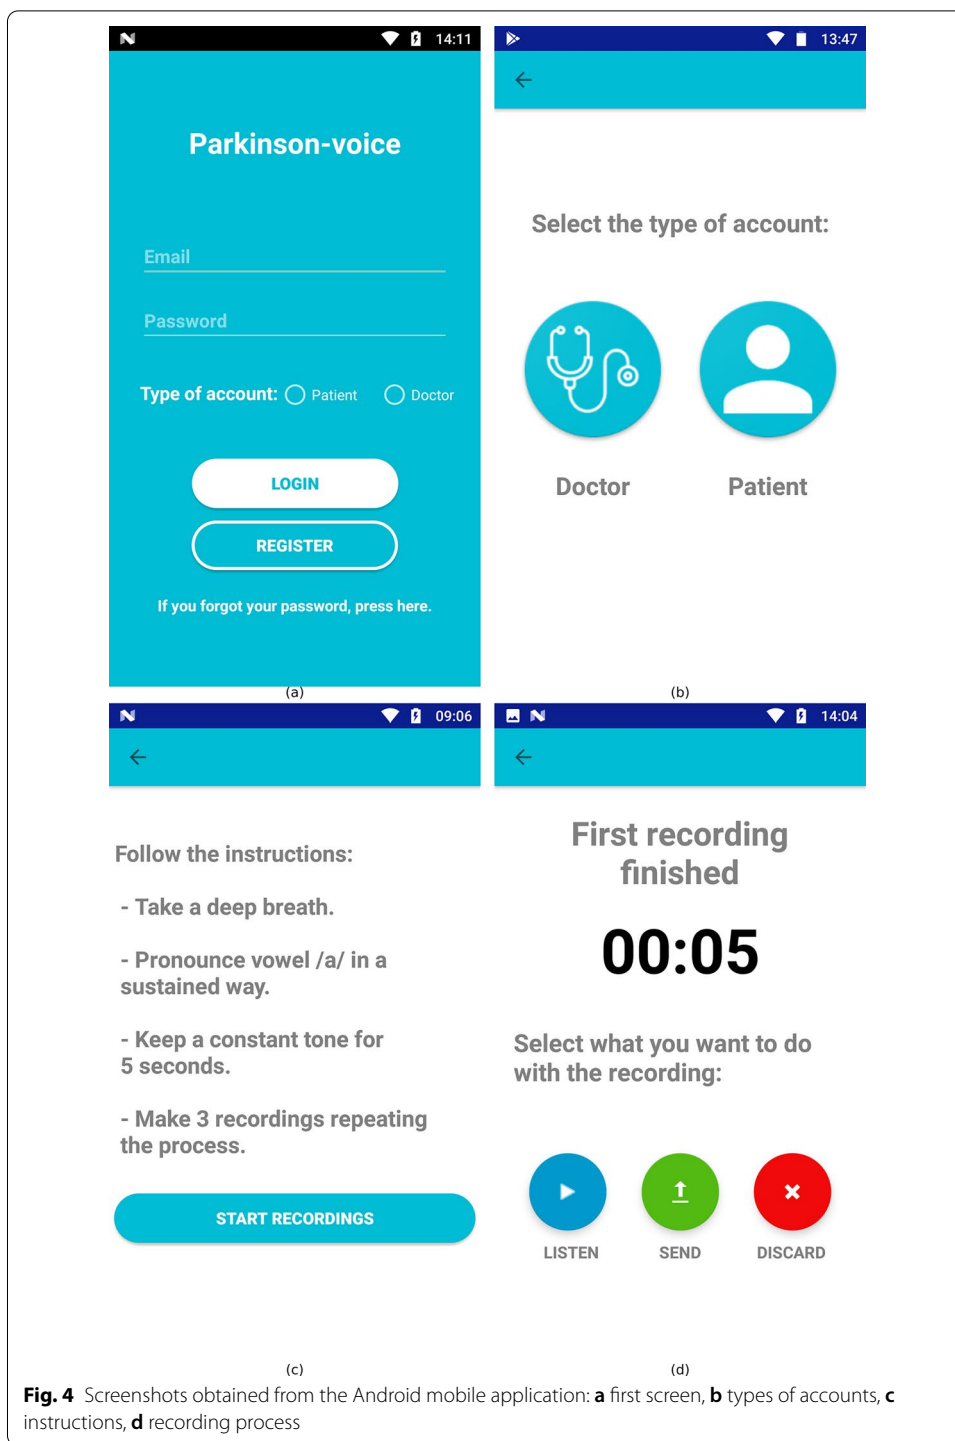 14:11
Parkinson-voice
Email
Password
Type of account: Patient Doctor
LOGIN
REGISTER
If you forgot your password, press here.
(a)
13:47
Select the type of account:
Doctor Patient
(b)
09:06
Follow the instructions:
- Take a deep breath.
- Pronounce vowel /a/ in a
sustained way.
- Keep a constant tone for
5 seconds.
- Make 3 recordings repeating
the process.
START RECORDINGS
(c)
14:04
First recording
finished
00:05
Select what you want to do
with the recording:
LISTEN SEND DISCARD
(d)
Fig. 4 Screenshots obtained from the Android mobile application: a first screen, b types of accounts, c
instructions, d recording process